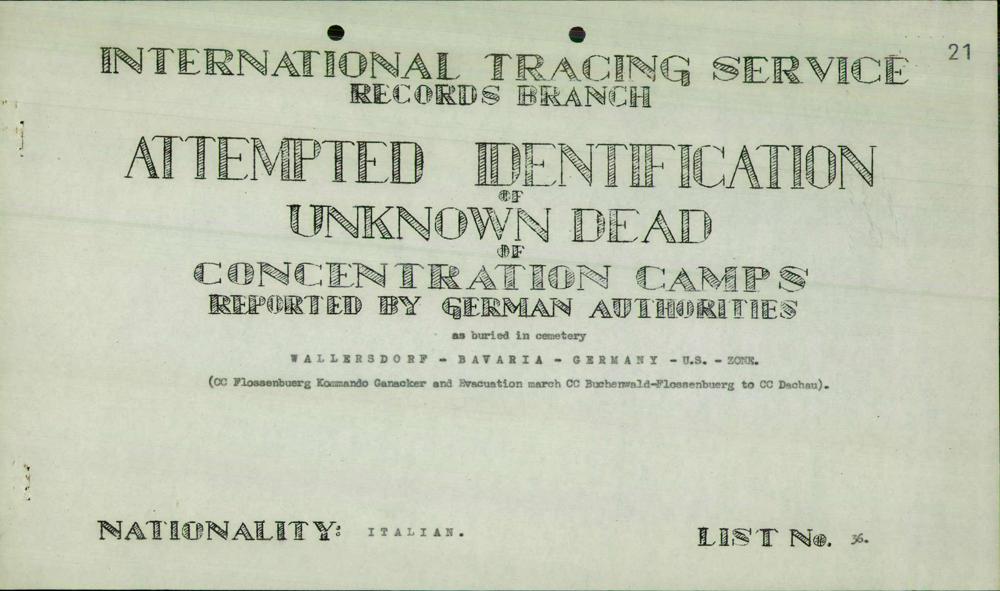 21
INTERNATIONAL TRACING SERVICE
RECORDS BRANCH
ATTEMPTED IDENTIFICATION
OF
UNKNOWN DEAD
OF
CONCENTRATION CAMPS
REPORTED BY GERMAN AUTHORITIES
as buried in cemetery
WALLERSDORF - BAVARIA - GERMANY - U.S. - ZONE.
(CC Flossenbuerg Kommando Ganacker and Evacuation march CC Buchenwald-Flossenbuerg to CC Dachau).
NATIONALITY: ITALIAN. LIST No. 36.